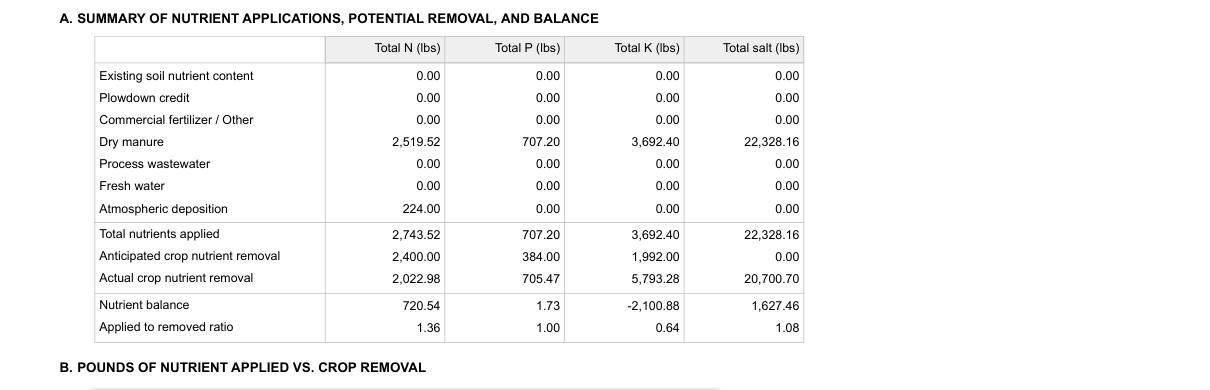 A. SUMMARY OF NUTRIENT APPLICATIONS, POTENTIAL REMOVAL, AND BALANCE
Total N (lbs) Total P (lbs) Total K (lbs) Total salt (lbs)
Existing soil nutrient content 0.00 0.00 0.00 0.00
Plowdown credit 0.00 0.00 0.00 0.00
Commercial fertilizer / Other 0.00 0.00 0.00 0.00
Dry manure 2,519.52 707.20 3,692.40 22,328.16
Process wastewater 0.00 0.00 0.00 0.00
Fresh water 0.00 0.00 0.00 0.00
Atmospheric deposition 224.00 0.00 0.00 0.00
Total nutrients applied 2,743.52 707.20 3,692.40 22,328.16
Anticipated crop nutrient removal 2,400.00 384.00 1,992.00 0.00
Actual crop nutrient removal 2,022.98 705.47 5,793.28 20,700.70
Nutrient balance 720.54 1.73 -2,100.88 1,627.46
Applied to removed ratio 1.36 1.00 0.64 1.08
B. POUNDS OF NUTRIENT APPLIED VS. CROP REMOVAL